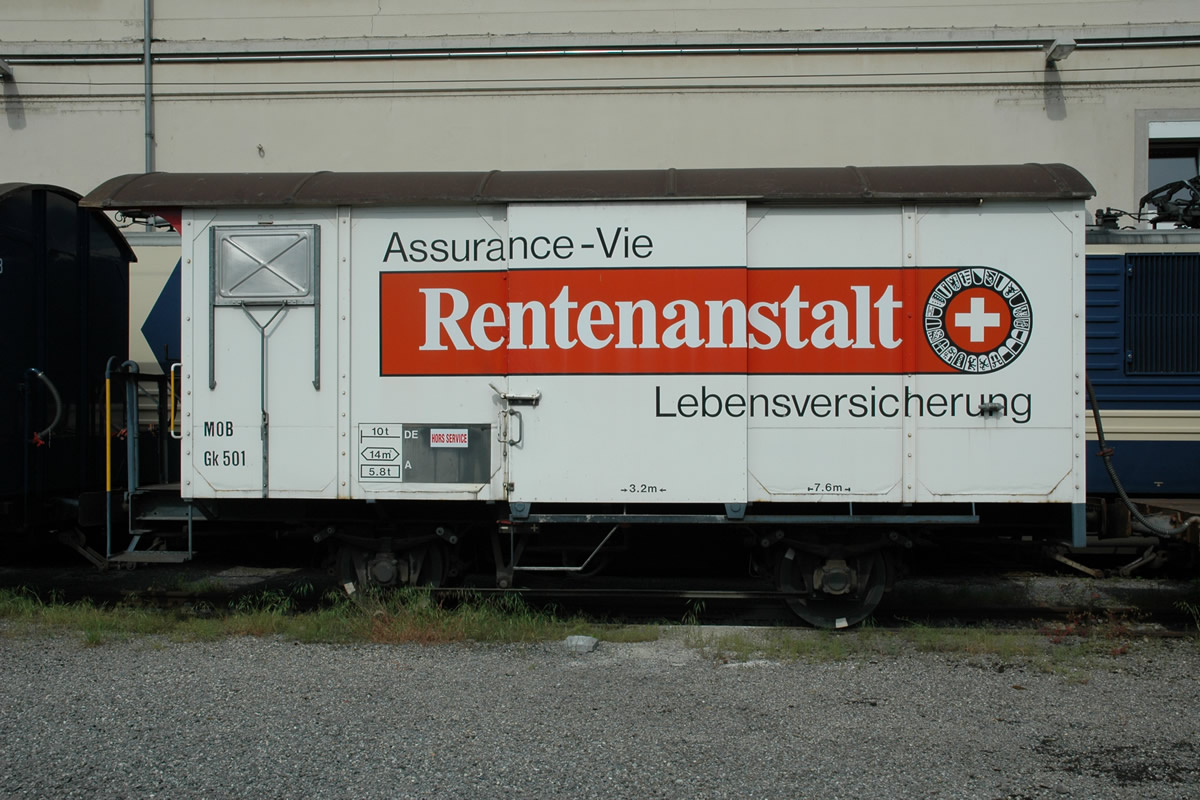 Assurance-Vie
Rentenanstalt
Lebensversicherung
MOB
Gk 501
10t
14m²
5.8t
DE
A
HORS SERVICE
3.2m
7.6m